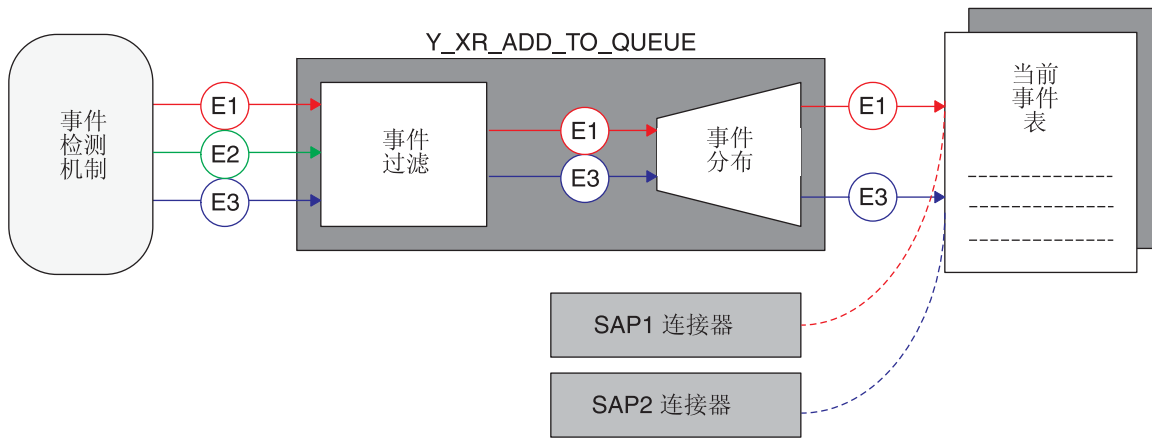 Y_XR_ADD_TO_QUEUE
事件
检测
机制
E1
E2
E3
事件
过滤
E1
E3
事件
分布
E1
E3
当前
事件
表
SAP1 连接器
SAP2 连接器